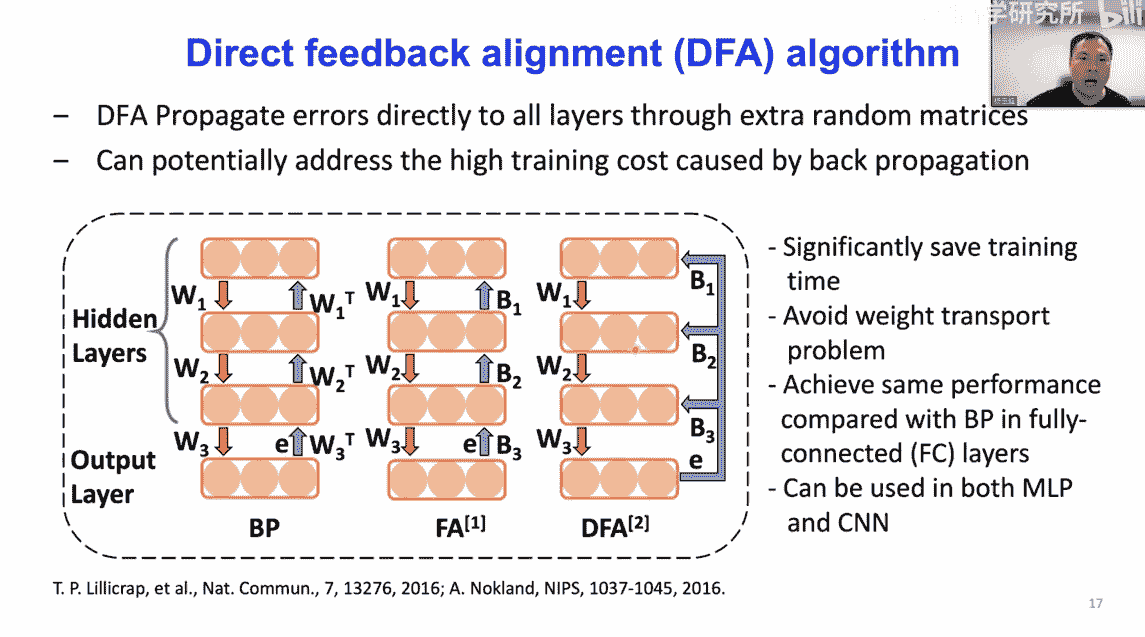 学研究所 bili
Direct feedback alignment (DFA) algorithm
– DFA Propagate errors directly to all layers through extra random matrices
– Can potentially address the high training cost caused by back propagation
Hidden
Layers
Output
Layer
W₁ W₁ᵀ
W₂ W₂ᵀ
W₃ e W₃ᵀ
BP
W₁ B₁
W₂ B₂
W₃ e B₃
FA[1]
W₁ B₁
W₂ B₂
W₃ B₃
e
DFA[2]
- Significantly save training
time
- Avoid weight transport
problem
- Achieve same performance
compared with BP in fully-
connected (FC) layers
- Can be used in both MLP
and CNN
T. P. Lillicrap, et al., Nat. Commun., 7, 13276, 2016; A. Nokland, NIPS, 1037-1045, 2016.
17